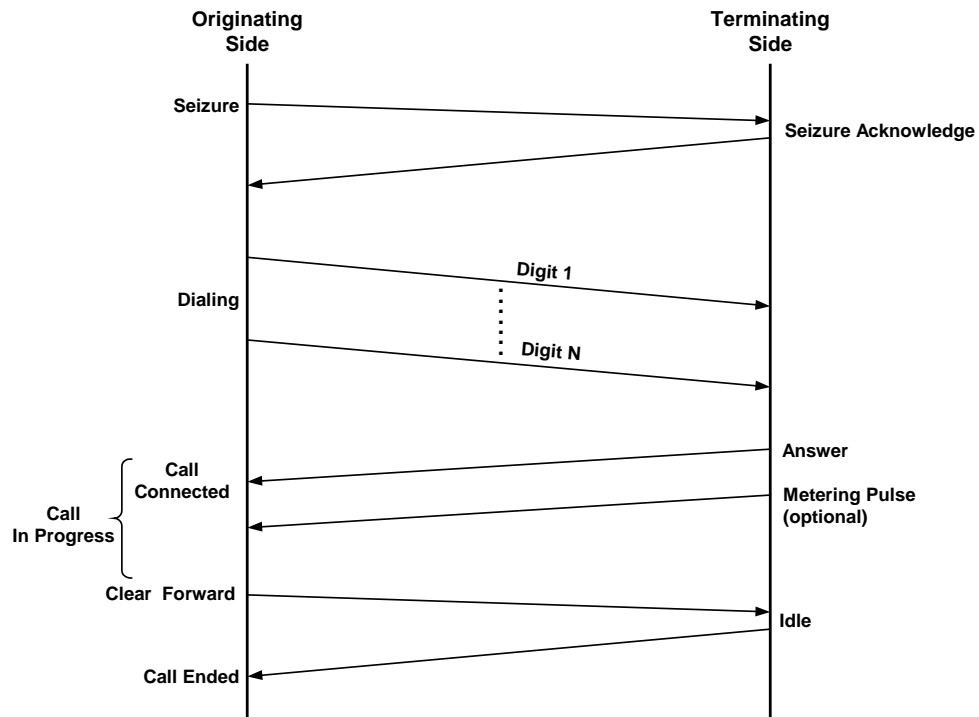 Originating
Side
Terminating
Side
Seizure
Seizure Acknowledge
Digit 1
Dialing
Digit N
Answer
Call
Connected
Metering Pulse
(optional)
Call
In Progress
Clear Forward
Idle
Call Ended